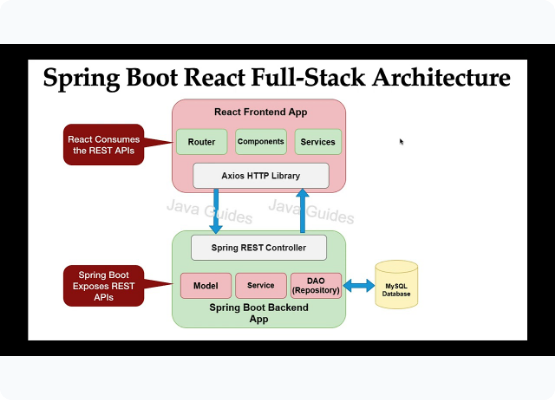 Spring Boot React Full-Stack Architecture
React Frontend App
React Consumes
the REST APIs
Router
Components
Services
Axios HTTP Library
Java Guides
Java Guides
Spring REST Controller
Spring Boot
Exposes REST
APIs
Model
Service
DAO
(Repository)
MySQL
Database
Spring Boot Backend
App